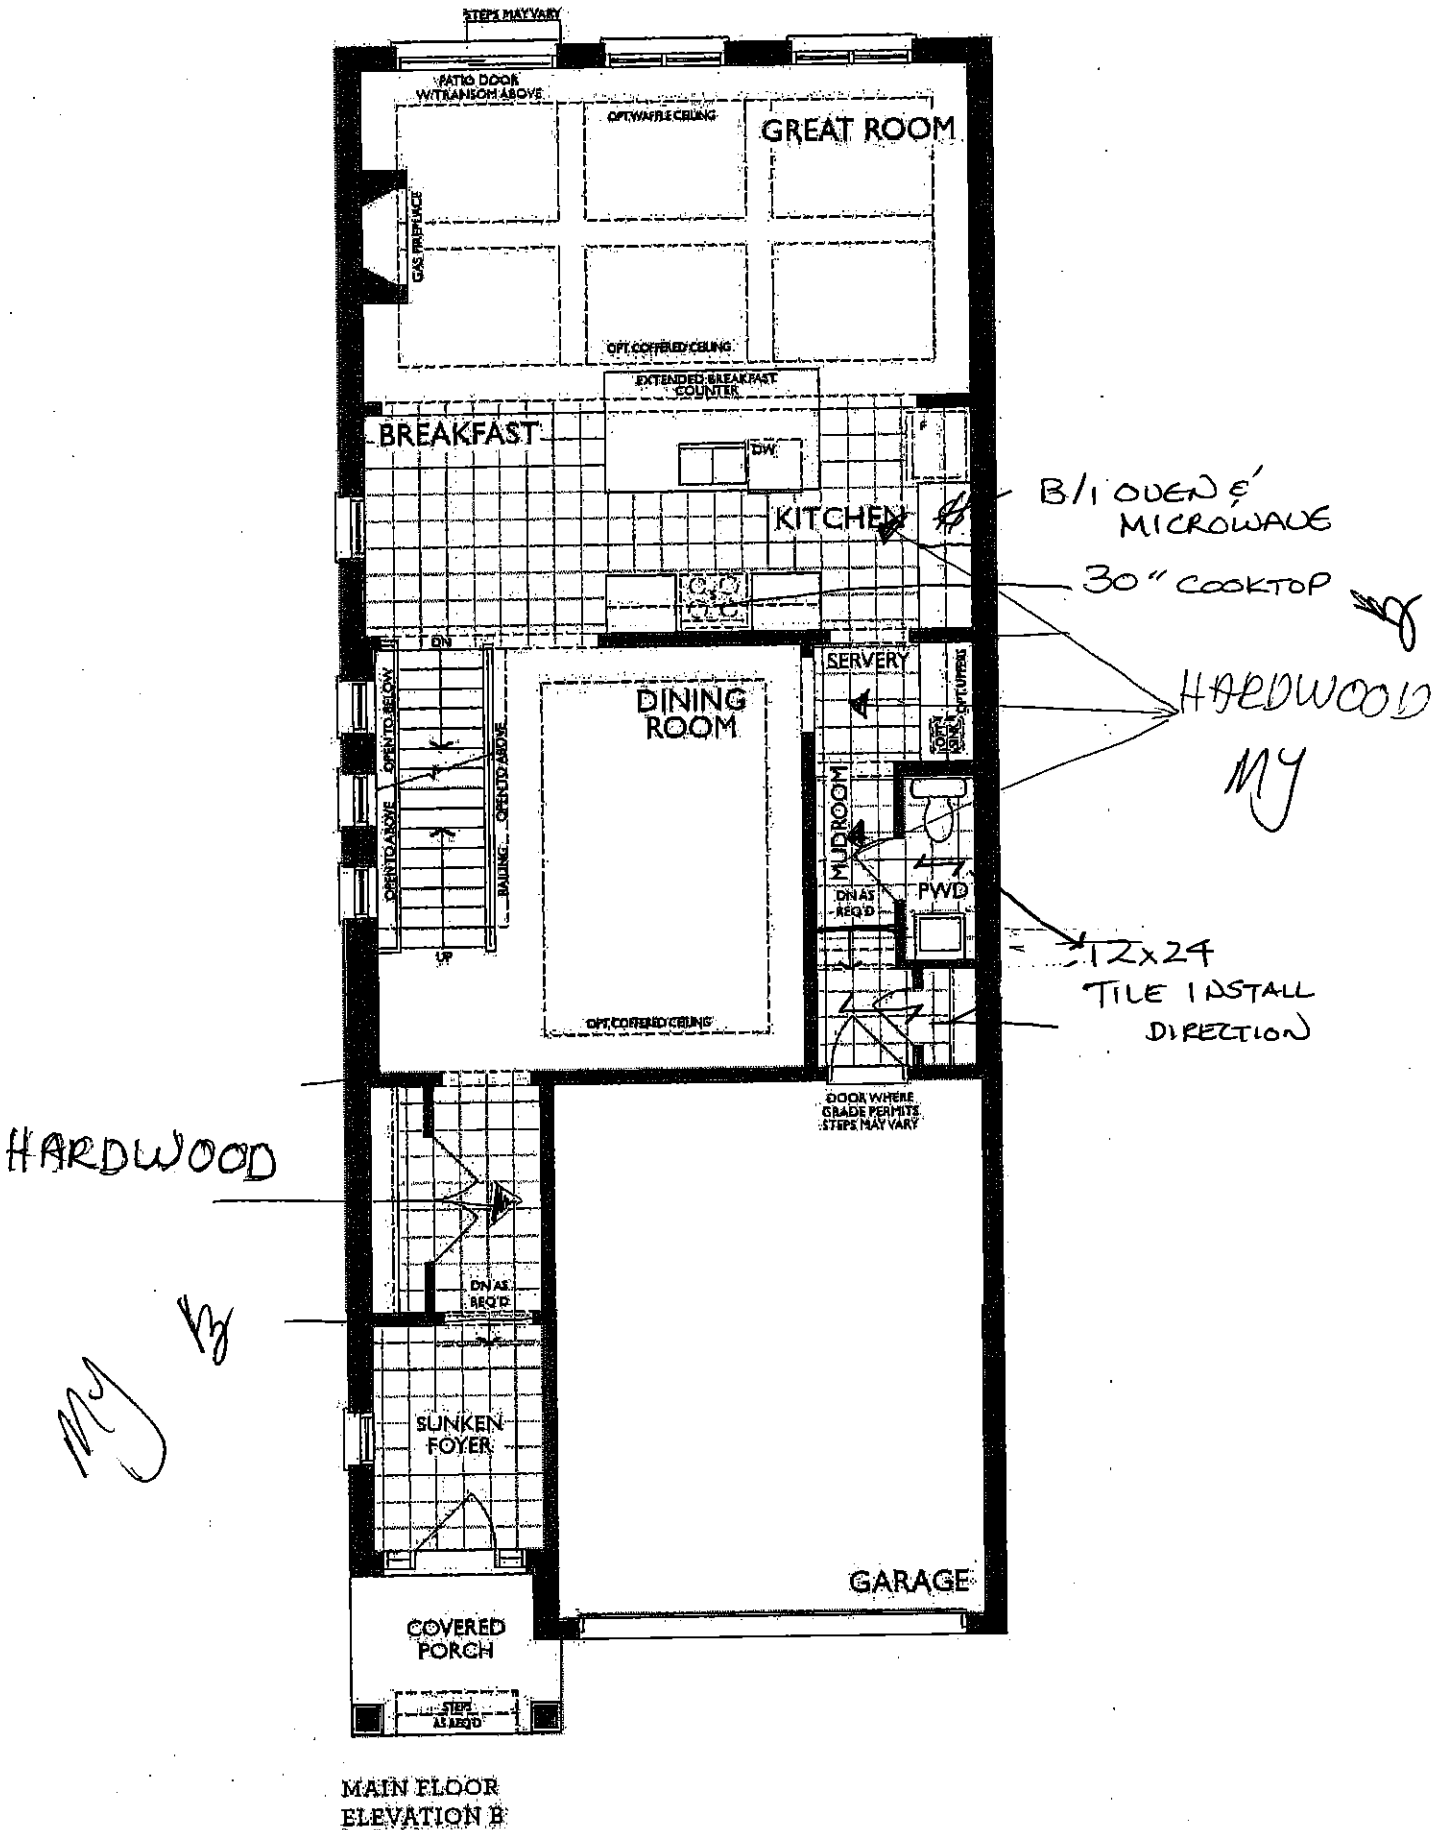 STEPS MAY VARY
PATIO DOOR
W/TRANSOM ABOVE
OPT. WAFFLE CEILING
GREAT ROOM
GAS FIREPLACE
OPT. COFFERED CEILING
EXTENDED BREAKFAST
COUNTER
BREAKFAST
F
DW
KITCHEN
B/I OVEN &
MICROWAVE
30" COOKTOP
DN
SERVERY
OPT. UPPERS
OPEN TO BELOW
DINING
ROOM
HARDWOOD
MY
OPEN TO ABOVE
OPEN TO ABOVE
RAILING
MUDROOM
DN AS
REQ'D
PWD
UP
12x24
TILE INSTALL
DIRECTION
OPT. COFFERED CEILING
DOOR WHERE
GRADE PERMITS
STEPS MAY VARY
HARDWOOD
DN AS
REQ'D
MY
SUNKEN
FOYER
GARAGE
COVERED
PORCH
STEPS
AS REQ'D
MAIN FLOOR
ELEVATION B